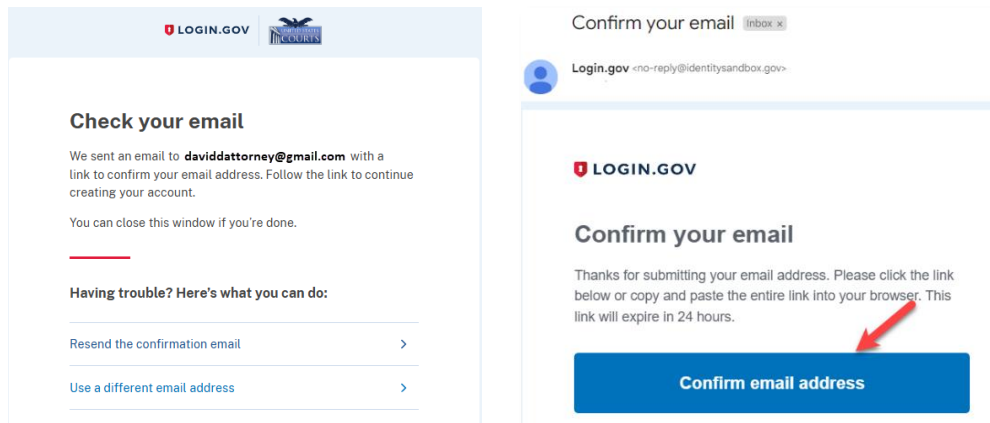 LOGIN.GOV
UNITED STATES
COURTS
Check your email
We sent an email to daviddattorney@gmail.com with a
link to confirm your email address. Follow the link to continue
creating your account.
You can close this window if you're done.
Having trouble? Here's what you can do:
Resend the confirmation email
Use a different email address
Confirm your email Inbox ×
Login.gov <no-reply@identitysandbox.gov>
LOGIN.GOV
Confirm your email
Thanks for submitting your email address. Please click the link
below or copy and paste the entire link into your browser. This
link will expire in 24 hours.
Confirm email address